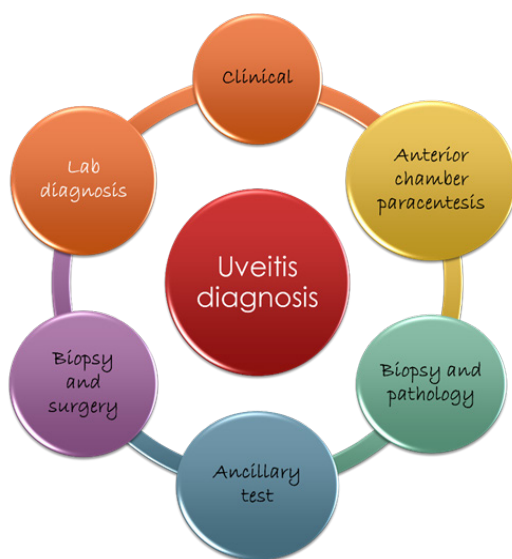 Clinical
Anterior
chamber
paracentesis
Biopsy and
pathology
Ancillary
test
Biopsy
and
surgery
Lab
diagnosis
Uveitis
diagnosis